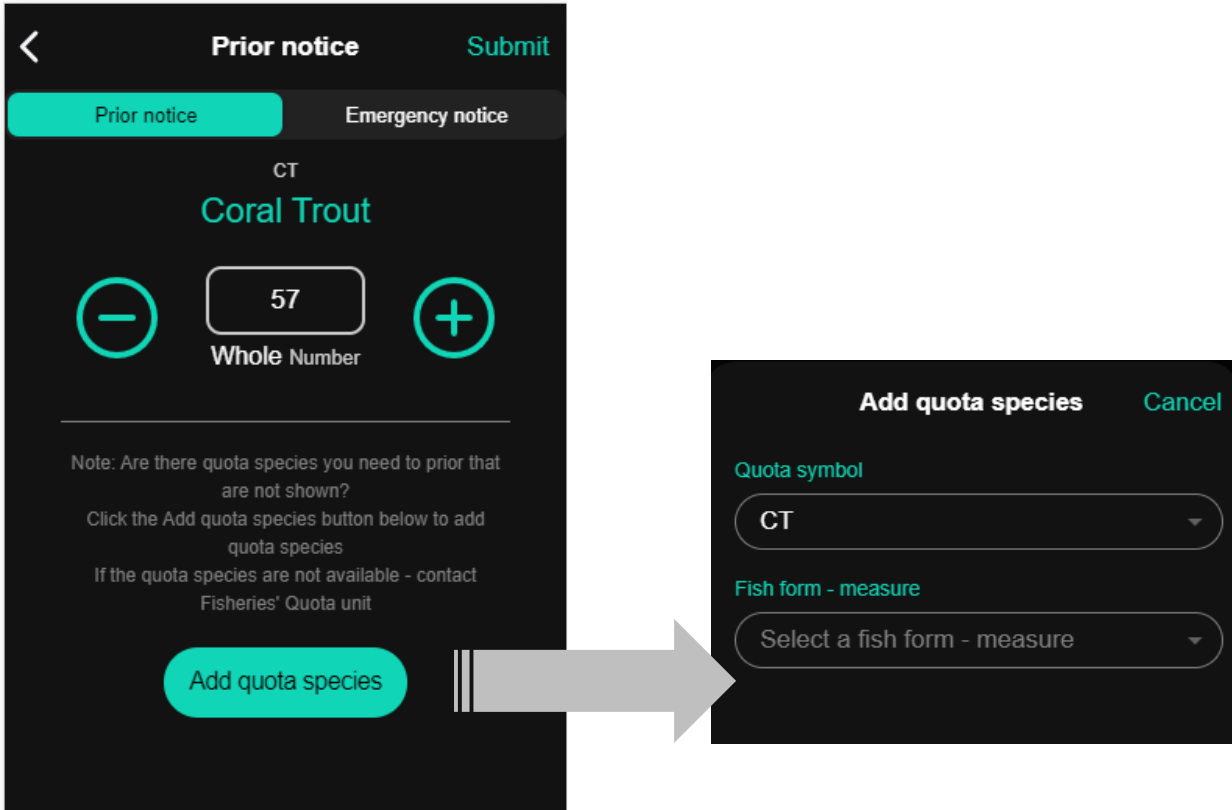 Prior notice Submit
Prior notice Emergency notice
CT
Coral Trout
57
Whole Number
Note: Are there quota species you need to prior that
are not shown?
Click the Add quota species button below to add
quota species
If the quota species are not available - contact
Fisheries' Quota unit
Add quota species
Add quota species Cancel
Quota symbol
CT
Fish form - measure
Select a fish form - measure